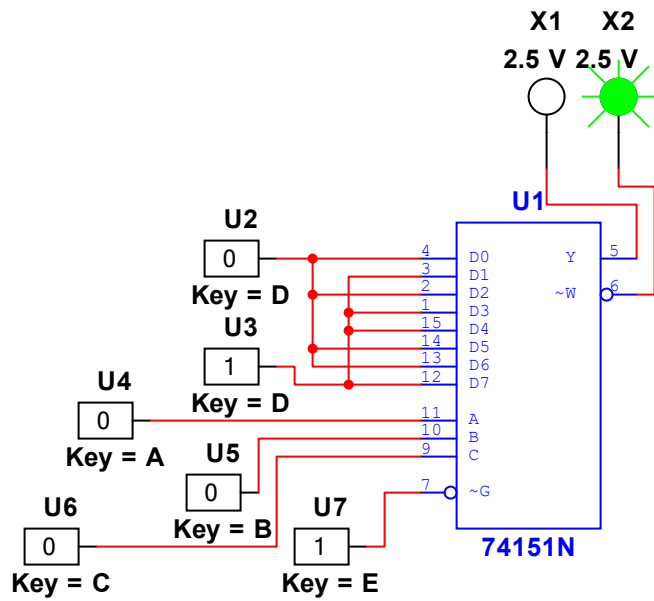 X1 X2
2.5 V 2.5 V
U1
U2
0
Key = D
U3
1
Key = D
U4
0
Key = A
U5
0
Key = B
U6
0
Key = C
U7
1
Key = E
4 D0 Y 5
3 D1
2 D2 ~W 6
1 D3
15 D4
14 D5
13 D6
12 D7
11 A
10 B
9 C
7 ~G
74151N